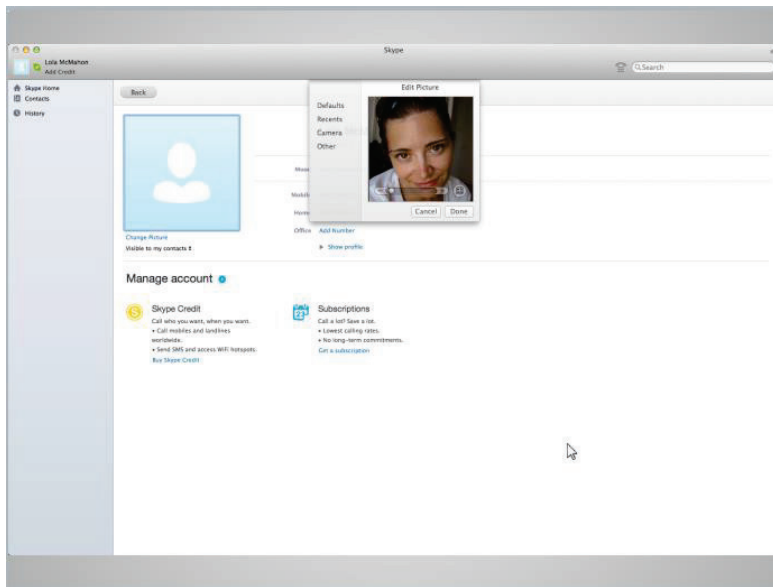 Skype
Lola McMahon
Add Credit
Search
Skype Home
Contacts
History
Back
Edit Picture
Defaults
Recents
Camera
Other
Cancel
Done
Mobile
Home
Office
Add Number
Show profile
Change Picture
Visible to my contacts
Manage account
Skype Credit
Call who you want, when you want.
• Call mobiles and landlines
worldwide.
• Send SMS and access WiFi hotspots.
Buy Skype Credit
Subscriptions
Call a lot? Save a lot.
• Lowest calling rates.
• No long-term commitments.
Get a subscription